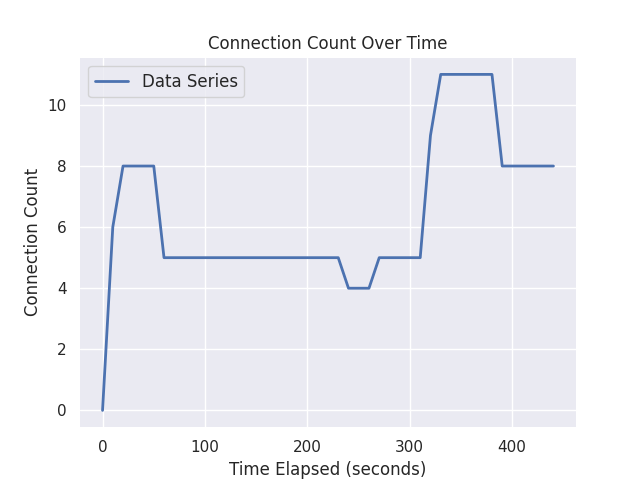 Connection Count Over Time
Data Series
10
8
6
4
2
0
Connection Count
0 100 200 300 400
Time Elapsed (seconds)